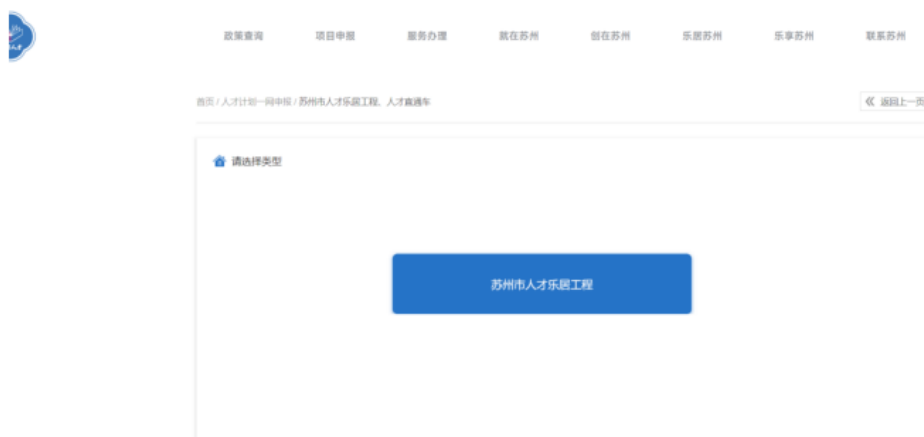 政策查询 项目申报 服务办理 就在苏州 创在苏州 乐居苏州 乐享苏州 联系苏州
首页 / 人才计划一网申报 / 苏州市人才乐居工程、人才直通车
《 返回上一页
请选择类型
苏州市人才乐居工程